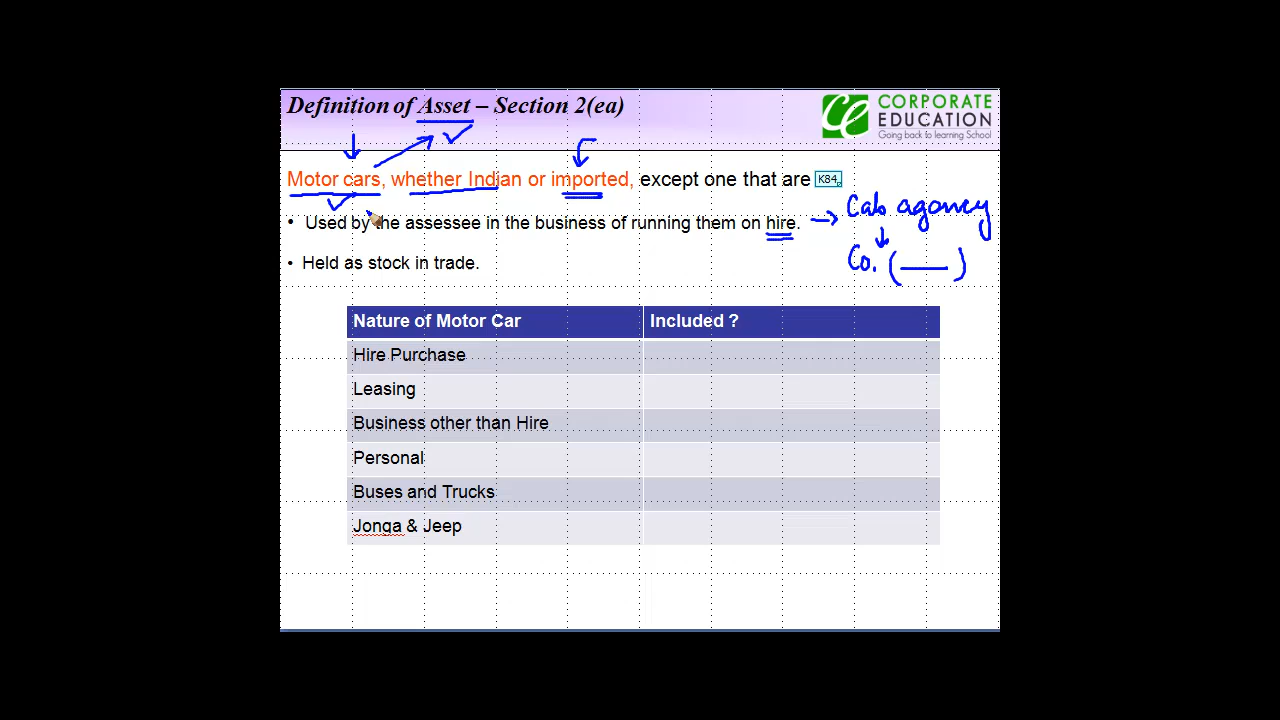 Definition of Asset – Section 2(ea)
CORPORATE
EDUCATION
Going back to learning School
Motor cars, whether Indian or imported, except one that are K84
• Used by the assessee in the business of running them on hire. → Cab agency
• Held as stock in trade.
Co. ( )
Nature of Motor Car Included ?
Hire Purchase
Leasing
Business other than Hire
Personal
Buses and Trucks
Jonga & Jeep